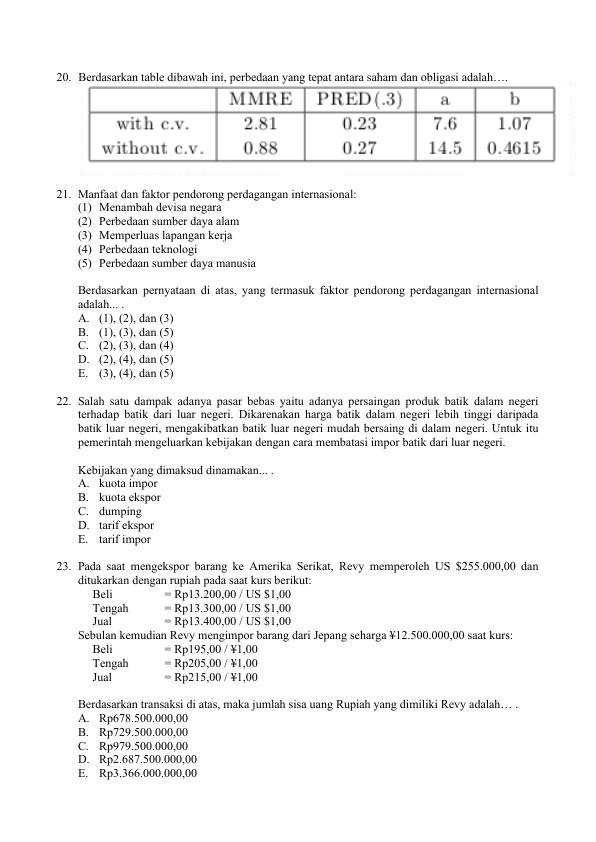 20. Berdasarkan table dibawah ini, perbedaan yang tepat antara saham dan obligasi adalah….
MMRE PRED(.3) a b
with c.v. 2.81 0.23 7.6 1.07
without c.v. 0.88 0.27 14.5 0.4615
21. Manfaat dan faktor pendorong perdagangan internasional:
(1) Menambah devisa negara
(2) Perbedaan sumber daya alam
(3) Memperluas lapangan kerja
(4) Perbedaan teknologi
(5) Perbedaan sumber daya manusia
Berdasarkan pernyataan di atas, yang termasuk faktor pendorong perdagangan internasional
adalah... .
A. (1), (2), dan (3)
B. (1), (3), dan (5)
C. (2), (3), dan (4)
D. (2), (4), dan (5)
E. (3), (4), dan (5)
22. Salah satu dampak adanya pasar bebas yaitu adanya persaingan produk batik dalam negeri
terhadap batik dari luar negeri. Dikarenakan harga batik dalam negeri lebih tinggi daripada
batik luar negeri, mengakibatkan batik luar negeri mudah bersaing di dalam negeri. Untuk itu
pemerintah mengeluarkan kebijakan dengan cara membatasi impor batik dari luar negeri.
Kebijakan yang dimaksud dinamakan... .
A. kuota impor
B. kuota ekspor
C. dumping
D. tarif ekspor
E. tarif impor
23. Pada saat mengekspor barang ke Amerika Serikat, Revy memperoleh US $255.000,00 dan
ditukarkan dengan rupiah pada saat kurs berikut:
Beli = Rp13.200,00 / US $1,00
Tengah = Rp13.300,00 / US $1,00
Jual = Rp13.400,00 / US $1,00
Sebulan kemudian Revy mengimpor barang dari Jepang seharga ¥12.500.000,00 saat kurs:
Beli = Rp195,00 / ¥1,00
Tengah = Rp205,00 / ¥1,00
Jual = Rp215,00 / ¥1,00
Berdasarkan transaksi di atas, maka jumlah sisa uang Rupiah yang dimiliki Revy adalah… .
A. Rp678.500.000,00
B. Rp729.500.000,00
C. Rp979.500.000,00
D. Rp2.687.500.000,00
E. Rp3.366.000.000,00